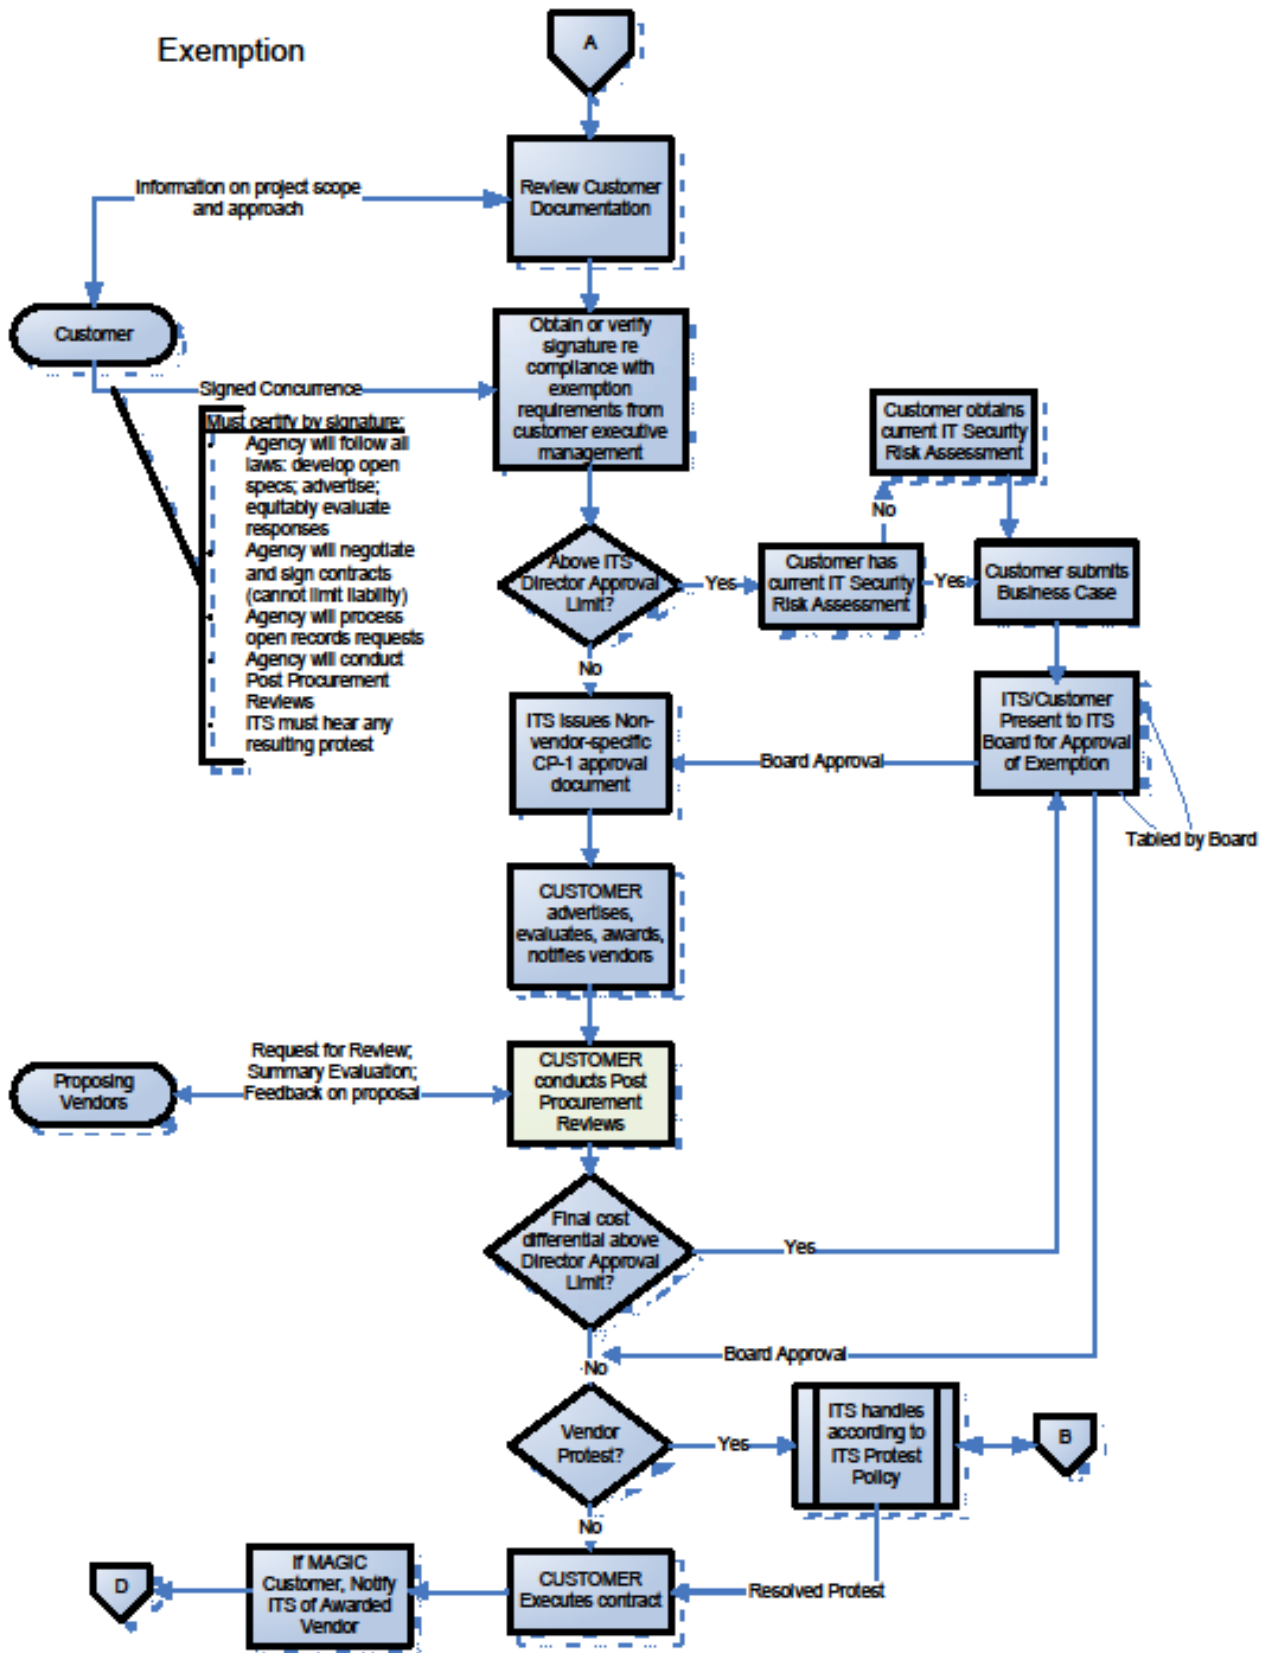 Exemption
A
Information on project scope
and approach
Review Customer
Documentation
Customer
Signed Concurrence
Obtain or verify
signature re
compliance with
exemption
requirements from
customer executive
management
Must certify by signature:
Agency will follow all
laws: develop open
specs; advertise;
equitably evaluate
responses
Agency will negotiate
and sign contracts
(cannot limit liability)
Agency will process
open records requests
Agency will conduct
Post Procurement
Reviews
ITS must hear any
resulting protest
Customer obtains
current IT Security
Risk Assessment
No
Above ITS
Director Approval
Limit?
Yes
Customer has
current IT Security
Risk Assessment
Yes
Customer submits
Business Case
No
ITS Issues Non-
vendor-specific
CP-1 approval
document
Board Approval
ITS/Customer
Present to ITS
Board for Approval
of Exemption
Tabled by Board
CUSTOMER
advertises,
evaluates, awards,
notifies vendors
Proposing
Vendors
Request for Review;
Summary Evaluation;
Feedback on proposal
CUSTOMER
conducts Post
Procurement
Reviews
Final cost
differential above
Director Approval
Limit?
Yes
Board Approval
No
Vendor
Protest?
Yes
ITS handles
according to
ITS Protest
Policy
B
No
D
If MAGIC
Customer, Notify
ITS of Awarded
Vendor
CUSTOMER
Executes contract
Resolved Protest